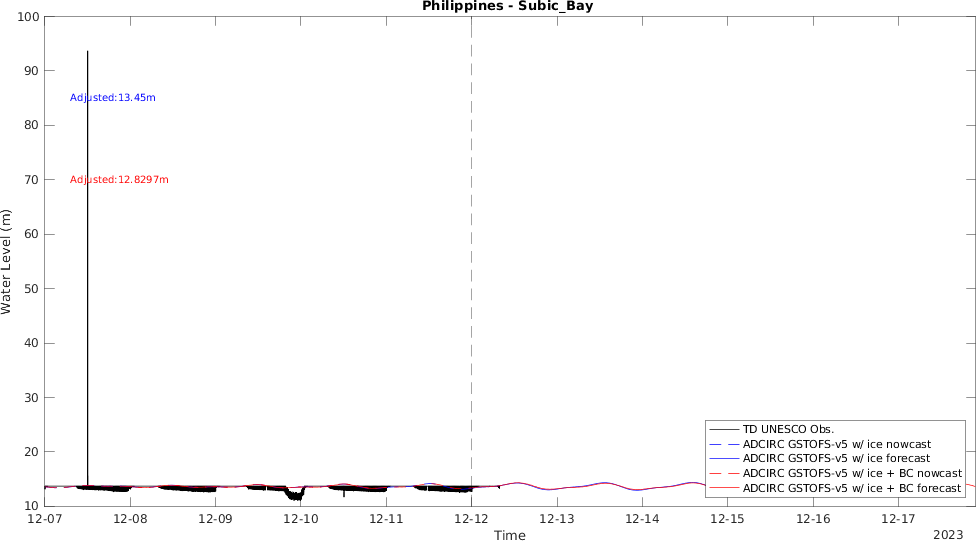 Philippines - Subic_Bay
100
90
80
70
60
50
40
30
20
10
Water Level (m)
Adjusted:13.45m
Adjusted:12.8297m
TD UNESCO Obs.
ADCIRC GSTOFS-v5 w/ ice nowcast
ADCIRC GSTOFS-v5 w/ ice forecast
ADCIRC GSTOFS-v5 w/ ice + BC nowcast
ADCIRC GSTOFS-v5 w/ ice + BC forecast
12-07 12-08 12-09 12-10 12-11 12-12 12-13 12-14 12-15 12-16 12-17
Time
2023